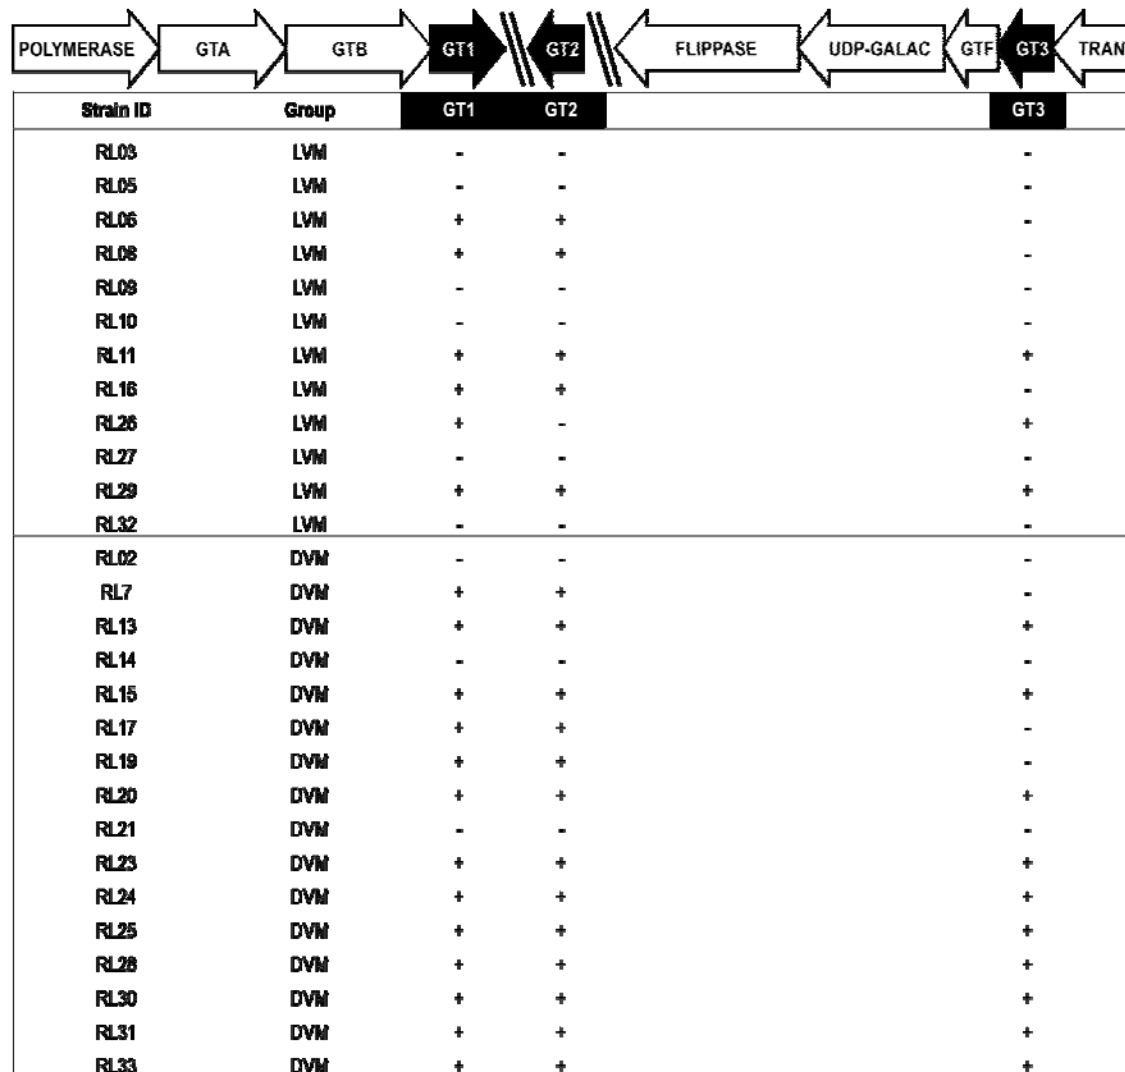 POLYMERASE GTA GTB GT1 GT2 FLIPPASE UDP-GALAC GTF GT3 TRAN
Strain ID Group GT1 GT2 GT3
RL03 LVM - - -
RL05 LVM - - -
RL06 LVM + + -
RL08 LVM + + -
RL09 LVM - - -
RL10 LVM - - -
RL11 LVM + + +
RL16 LVM + + -
RL26 LVM + - +
RL27 LVM - - -
RL29 LVM + + +
RL32 LVM - - -
RL02 DVM - - -
RL7 DVM + + -
RL13 DVM + + +
RL14 DVM - - -
RL15 DVM + + +
RL17 DVM + + -
RL19 DVM + + -
RL20 DVM + + +
RL21 DVM - - -
RL23 DVM + + +
RL24 DVM + + +
RL25 DVM + + +
RL28 DVM + + +
RL30 DVM + + +
RL31 DVM + + +
RL33 DVM + + +